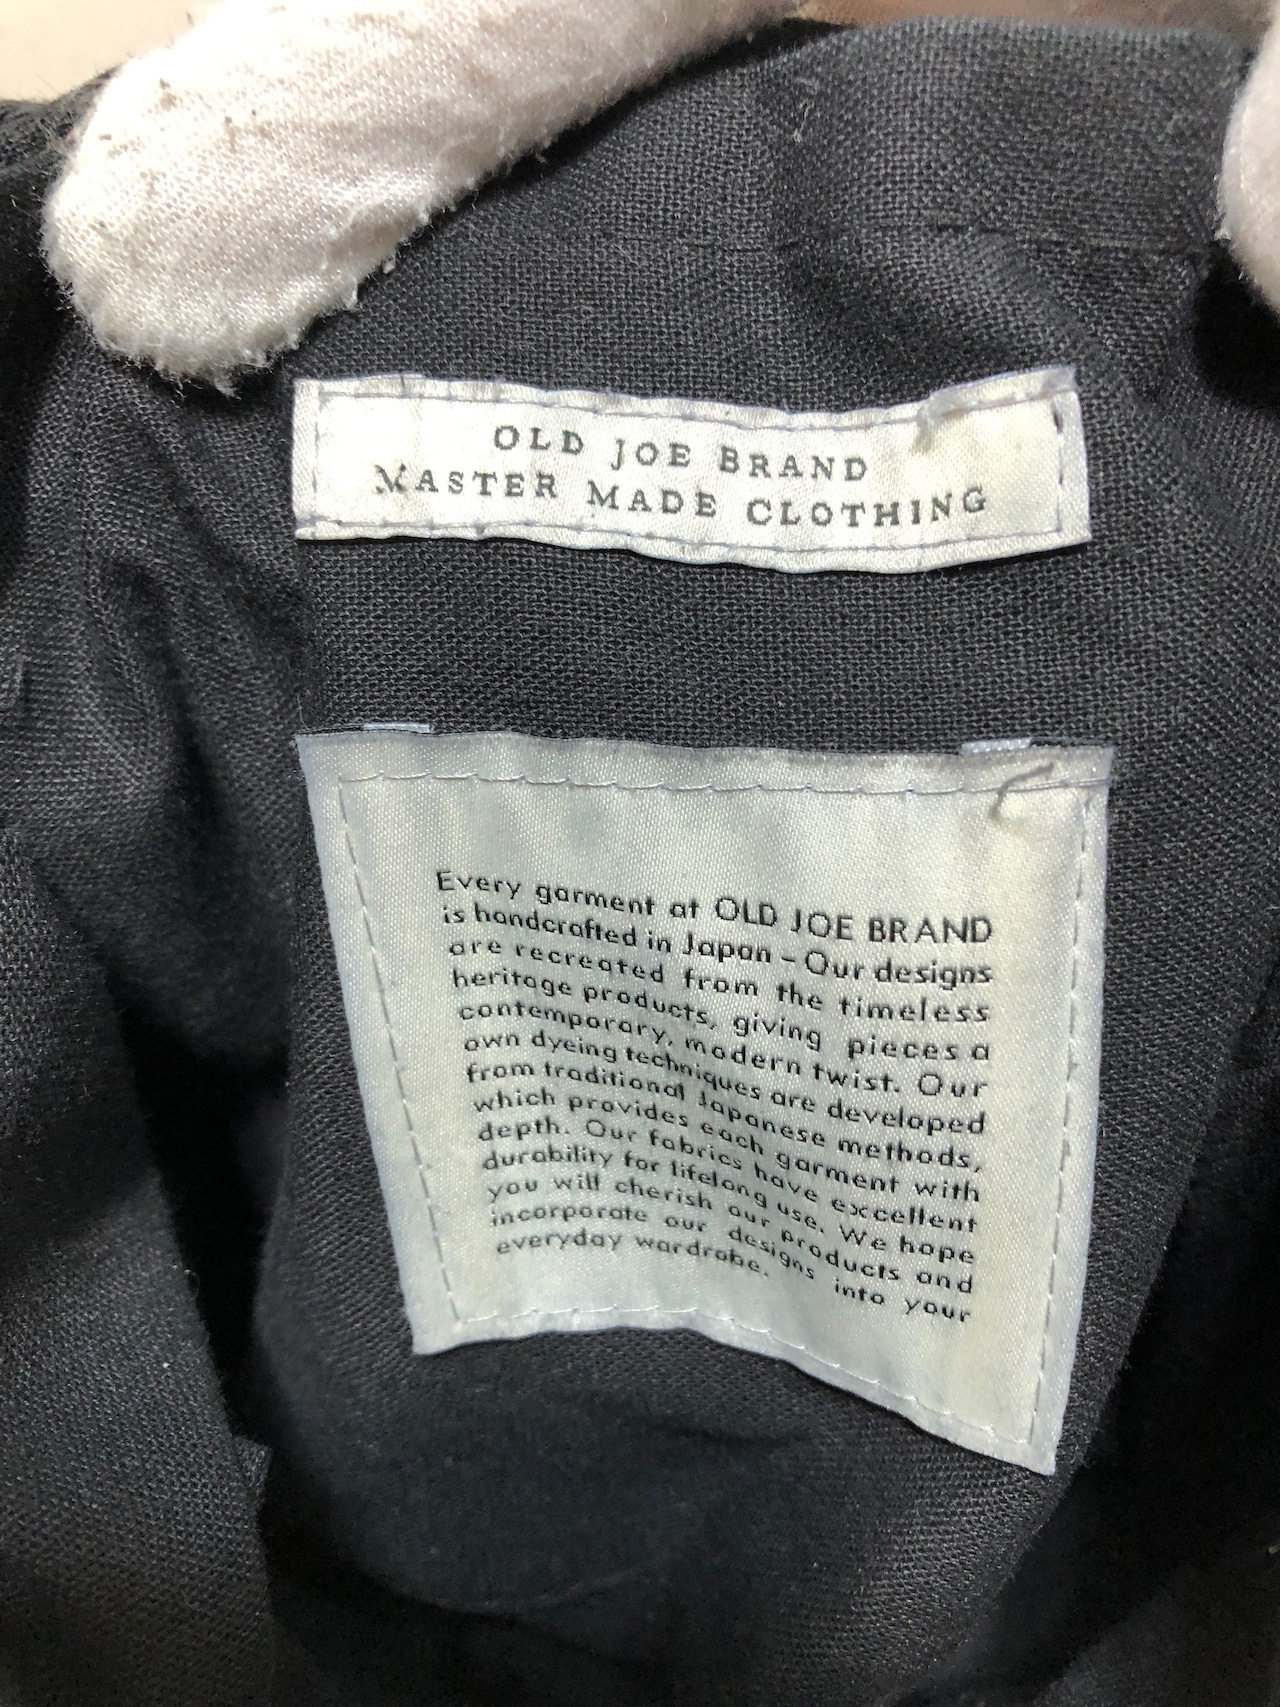 OLD JOE BRAND
MASTER MADE CLOTHING
Every garment at OLD JOE BRAND
is handcrafted in Japan – Our designs
are recreated from the timeless
heritage products, giving pieces a
contemporary, modern twist. Our
own dyeing techniques are developed
from traditional Japanese methods,
which provides each garment with
depth. Our fabrics have excellent
durability for lifelong use. We hope
you will cherish our products and
incorporate our designs into your
everyday wardrobe.